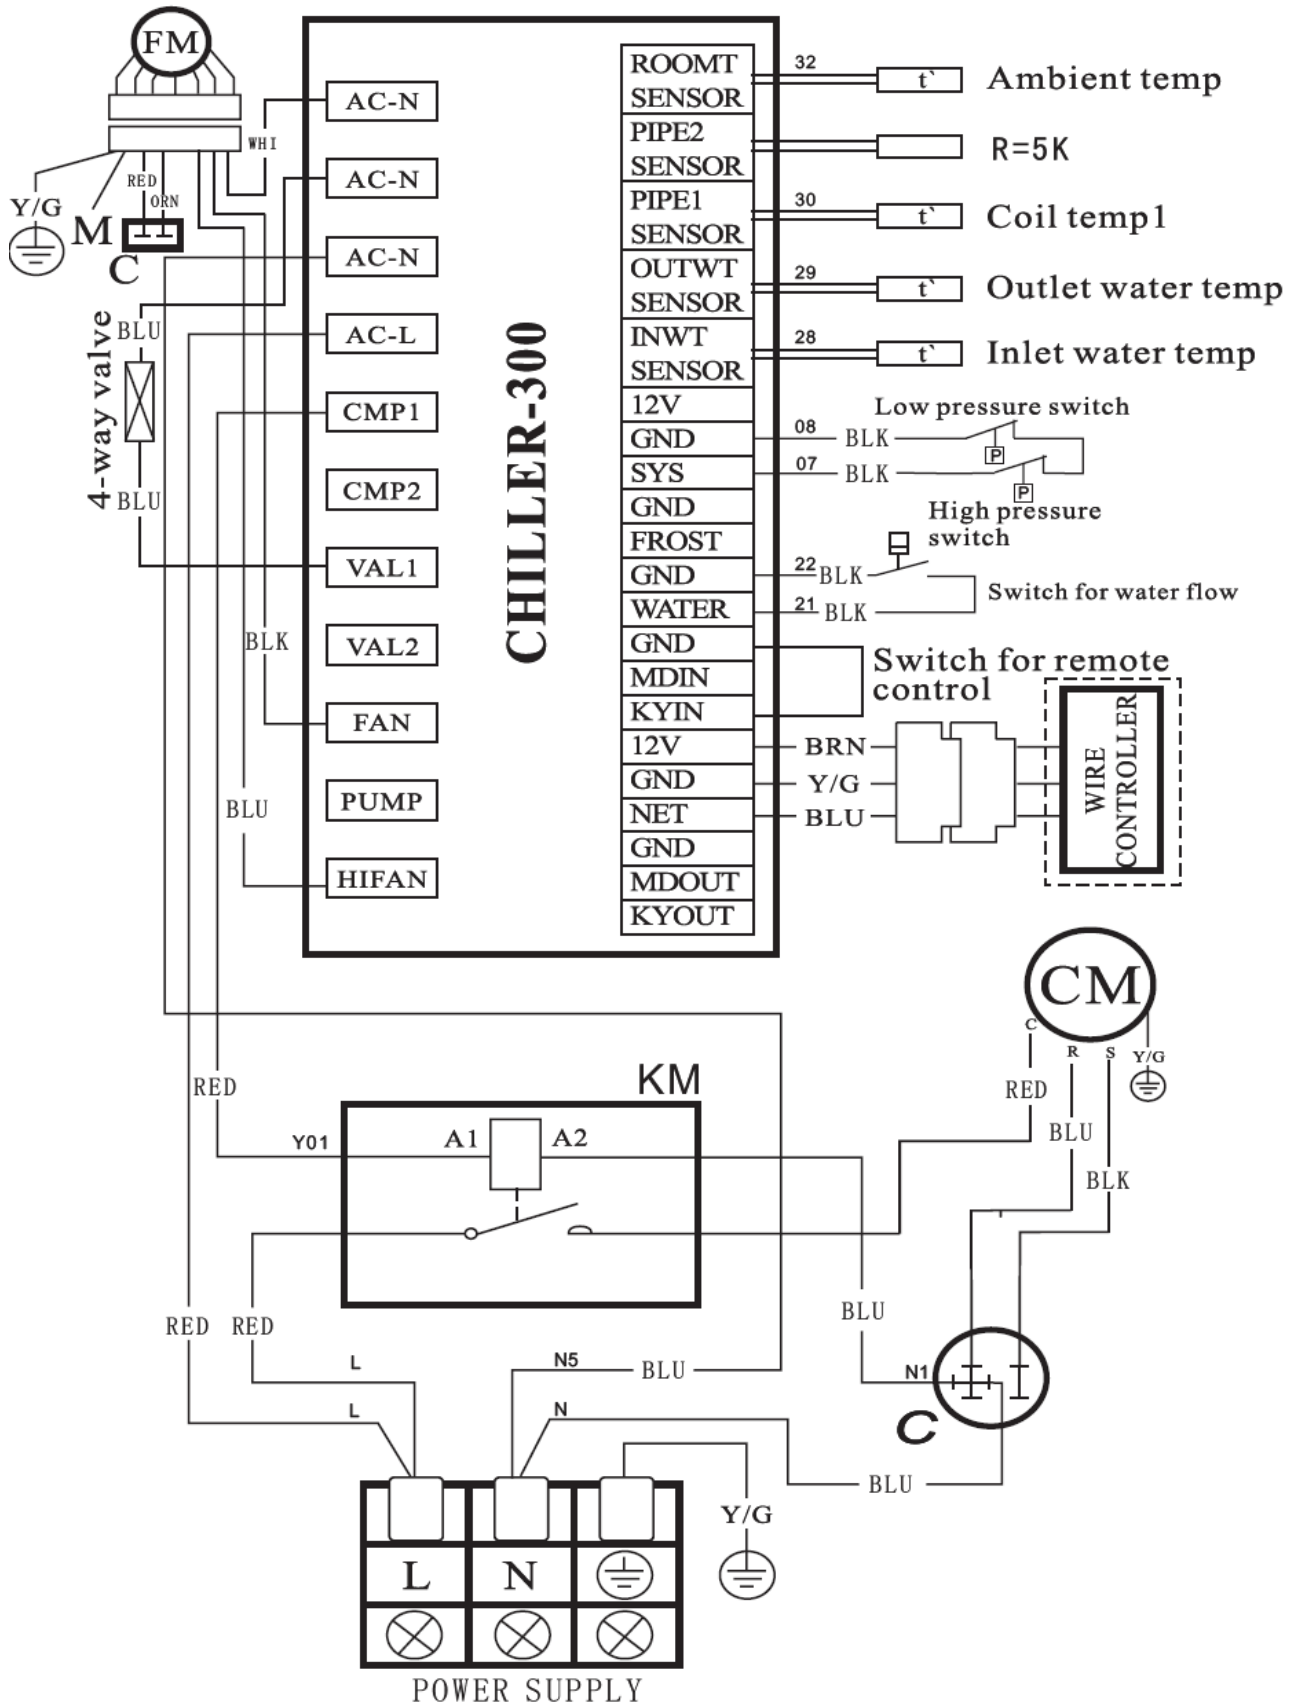 FM
WHI
RED
ORN
Y/G
M
C
BLU
4-way valve
BLU
BLK
BLU
AC-N
AC-N
AC-N
AC-L
CMP1
CMP2
VAL1
VAL2
FAN
PUMP
HIFAN
CHILLER-300
ROOMT
SENSOR
PIPE2
SENSOR
PIPE1
SENSOR
OUTWT
SENSOR
INWT
SENSOR
12V
GND
SYS
GND
FROST
GND
WATER
GND
MDIN
KYIN
12V
GND
NET
GND
MDOUT
KYOUT
32 t` Ambient temp
R=5K
30 t` Coil temp1
29 t` Outlet water temp
28 t` Inlet water temp
Low pressure switch
08 BLK
P
07 BLK
P
High pressure
switch
22 BLK
Switch for water flow
21 BLK
Switch for remote
control
BRN
Y/G
BLU
WIRE
CONTROLLER
CM
C
R S Y/G
RED
BLU
BLK
RED
KM
Y01 A1 A2
RED RED
BLU
L N5 BLU
N1
L N
C
BLU
Y/G
L N
POWER SUPPLY